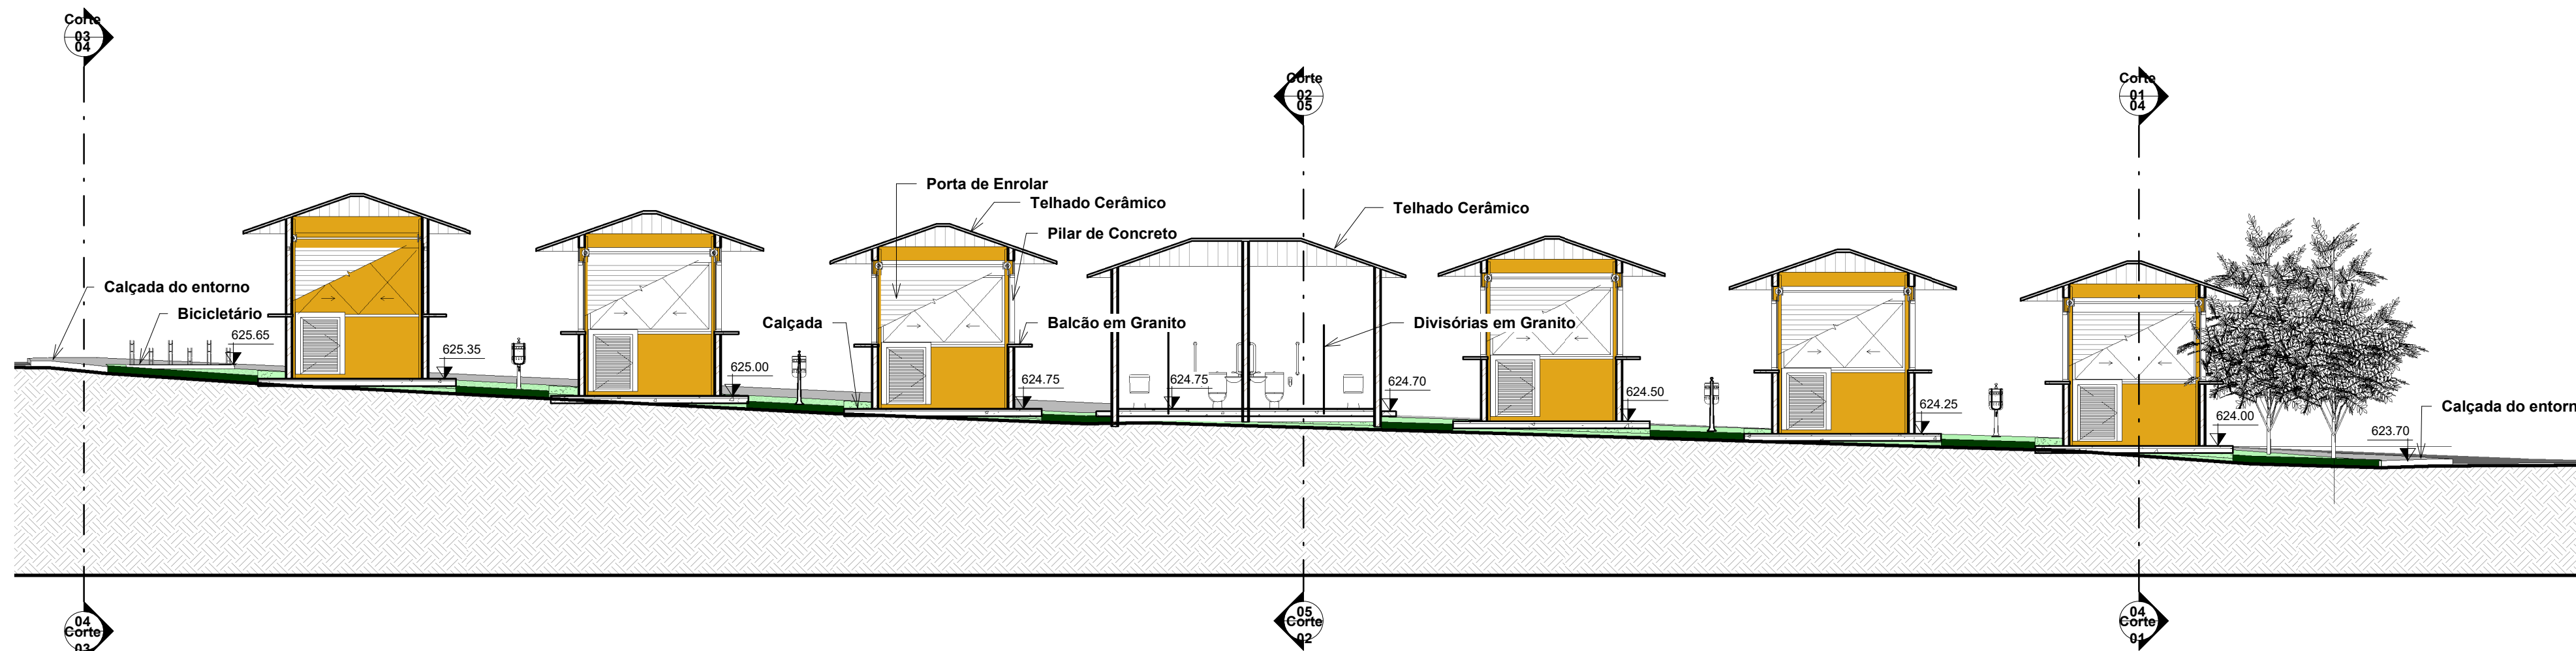 Corte
03
04
Corte
02
05
Corte
01
04
Porta de Enrolar
Telhado Cerâmico
Telhado Cerâmico
Pilar de Concreto
Calçada do entorno
Bicicletário
Calçada
Balcão em Granito
Divisórias em Granito
625.65
625.35
625.00
624.75
624.75
624.70
624.50
624.25
624.00
623.70
Calçada do entorn
04
Corte
03
05
Corte
02
04
Corte
01